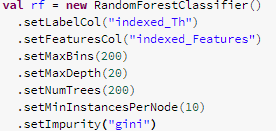 val rf = new RandomForestClassifier()
.setLabelCol("indexed_Th")
.setFeaturesCol("indexed_Features")
.setMaxBins(200)
.setMaxDepth(20)
.setNumTrees(200)
.setMinInstancesPerNode(10)
.setImpurity("gini")